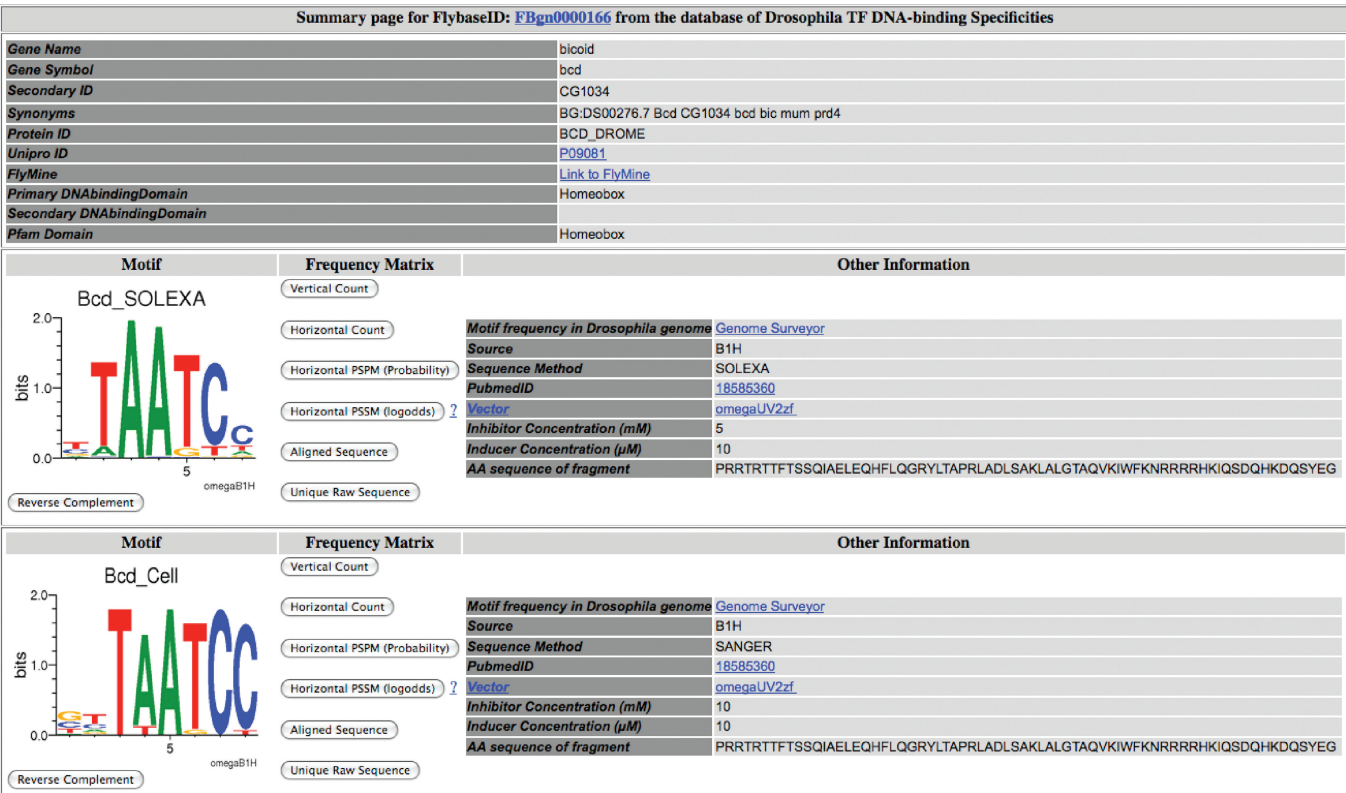 Summary page for FlybaseID: FBgn0000166 from the database of Drosophila TF DNA-binding Specificities
Gene Name bicoid
Gene Symbol bcd
Secondary ID CG1034
Synonyms BG:DS00276.7 Bcd CG1034 bcd bic mum prd4
Protein ID BCD_DROME
Unipro ID P09081
FlyMine Link to FlyMine
Primary DNAbindingDomain Homeobox
Secondary DNAbindingDomain
Pfam Domain Homeobox
Motif Frequency Matrix Other Information
Bcd_SOLEXA
2.0
1.0
0.0
bits
TAATCC
5
omegaB1H
Reverse Complement
Vertical Count
Horizontal Count
Horizontal PSPM (Probability)
Horizontal PSSM (logodds) ?
Aligned Sequence
Unique Raw Sequence
Motif frequency in Drosophila genome Genome Surveyor
Source B1H
Sequence Method SOLEXA
PubmedID 18585360
Vector omegaUV2zf
Inhibitor Concentration (mM) 5
Inducer Concentration (µM) 10
AA sequence of fragment PRRTRTTFTSSQIAELEQHFLQGRYLTAPRLADLSAKLALGTAQVKIWFKNRRRRHKIQSDQHKDQSYEG
Motif Frequency Matrix Other Information
Bcd_Cell
2.0
1.0
0.0
bits
TAATCC
5
omegaB1H
Reverse Complement
Vertical Count
Horizontal Count
Horizontal PSPM (Probability)
Horizontal PSSM (logodds) ?
Aligned Sequence
Unique Raw Sequence
Motif frequency in Drosophila genome Genome Surveyor
Source B1H
Sequence Method SANGER
PubmedID 18585360
Vector omegaUV2zf
Inhibitor Concentration (mM) 10
Inducer Concentration (µM) 10
AA sequence of fragment PRRTRTTFTSSQIAELEQHFLQGRYLTAPRLADLSAKLALGTAQVKIWFKNRRRRHKIQSDQHKDQSYEG